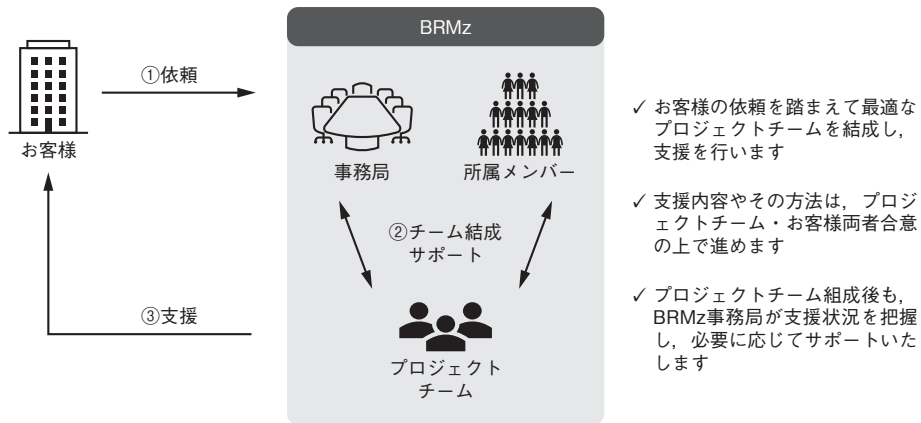 BRMz
①依頼
お客様
事務局
所属メンバー
②チーム結成
サポート
③支援
プロジェクト
チーム
✓ お客様の依頼を踏まえて最適な
プロジェクトチームを結成し，
支援を行います
✓ 支援内容やその方法は，プロジ
ェクトチーム・お客様両者合意
の上で進めます
✓ プロジェクトチーム組成後も，
BRMz事務局が支援状況を把握
し，必要に応じてサポートいた
します